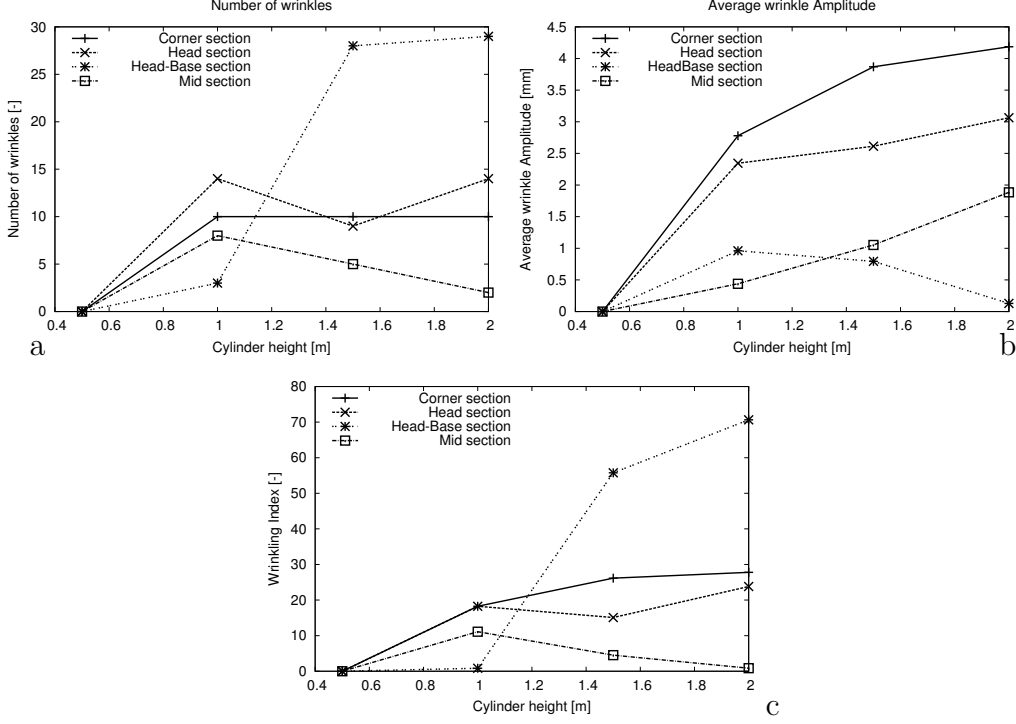 Number of wrinkles
30
25
20
15
10
5
0
Number of wrinkles [-]
Corner section
Head section
Head-Base section
Mid section
0.4 0.6 0.8 1 1.2 1.4 1.6 1.8 2
Cylinder height [m]
a
Average wrinkle Amplitude
4.5
4
3.5
3
2.5
2
1.5
1
0.5
0
Average wrinkle Amplitude [mm]
Corner section
Head section
HeadBase section
Mid section
0.4 0.6 0.8 1 1.2 1.4 1.6 1.8 2
Cylinder height [m]
b
80
70
60
50
40
30
20
10
0
Wrinkling Index [-]
Corner section
Head section
Head-Base section
Mid section
0.4 0.6 0.8 1 1.2 1.4 1.6 1.8 2
Cylinder height [m]
c